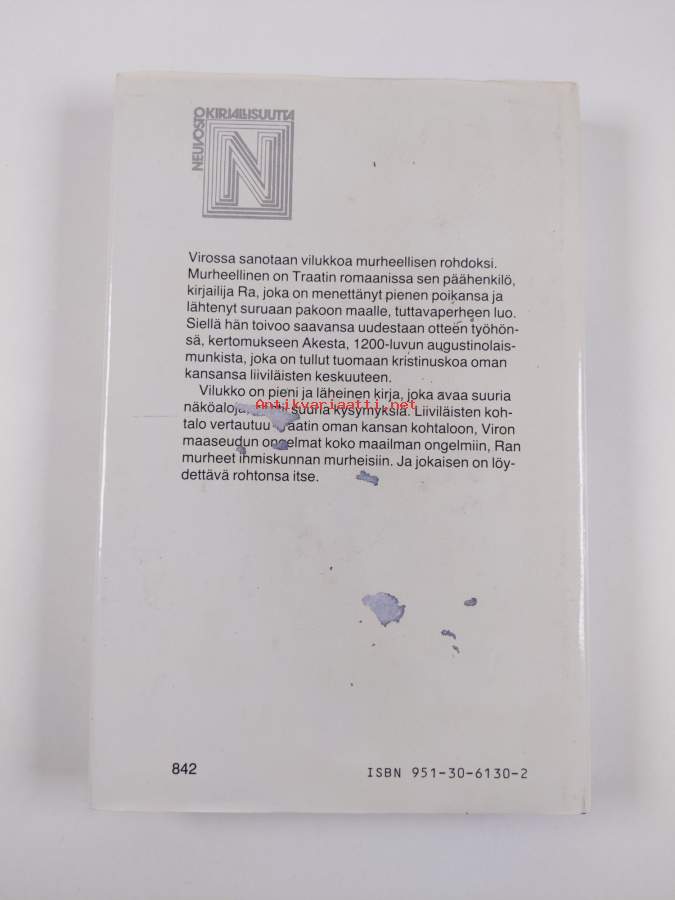 NEUVOSTOKIRJALLISUUTTA
N
Virossa sanotaan vilukkoa murheellisen rohdoksi.
Murheellinen on Traatin romaanissa sen päähenkilö,
kirjailija Ra, joka on menettänyt pienen poikansa ja
lähtenyt suruaan pakoon maalle, tuttavaperheen luo.
Siellä hän toivoo saavansa uudestaan otteen työhön-
sä, kertomukseen Akesta, 1200-luvun augustinolais-
munkista, joka on tullut tuomaan kristinuskoa oman
kansansa liiviläisten keskuuteen.
Vilukko on pieni ja läheinen kirja, joka avaa suuria
Antikvariaatti.net
näköaloja suuria kysymyksiä. Liiviläisten koh-
talo vertautuu Traatin oman kansan kohtaloon, Viron
maaseudun ongelmat koko maailman ongelmiin, Ran
murheet ihmiskunnan murheisiin. Ja jokaisen on löy-
dettävä rohtonsa itse.
842
ISBN 951-30-6130-2